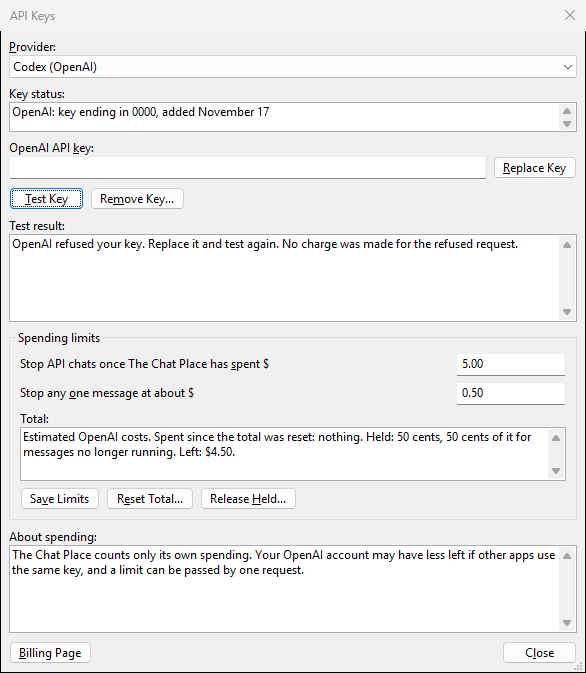 API Keys
Provider:
Codex (OpenAI)
Key status:
OpenAI: key ending in 0000, added November 17
OpenAI API key:
Replace Key
Test Key
Remove Key...
Test result:
OpenAI refused your key. Replace it and test again. No charge was made for the refused request.
Spending limits
Stop API chats once The Chat Place has spent $
5.00
Stop any one message at about $
0.50
Total:
Estimated OpenAI costs. Spent since the total was reset: nothing. Held: 50 cents, 50 cents of it for
messages no longer running. Left: $4.50.
Save Limits
Reset Total...
Release Held...
About spending:
The Chat Place counts only its own spending. Your OpenAI account may have less left if other apps use
the same key, and a limit can be passed by one request.
Billing Page
Close